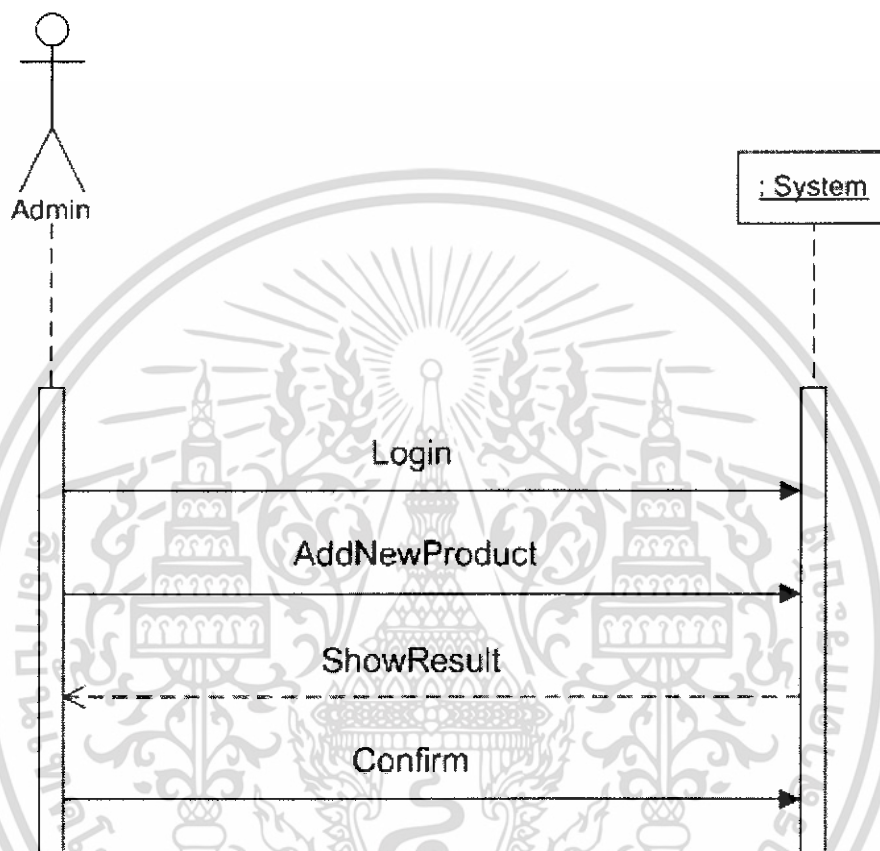 Admin
: System
Login
AddNewProduct
ShowResult
Confirm